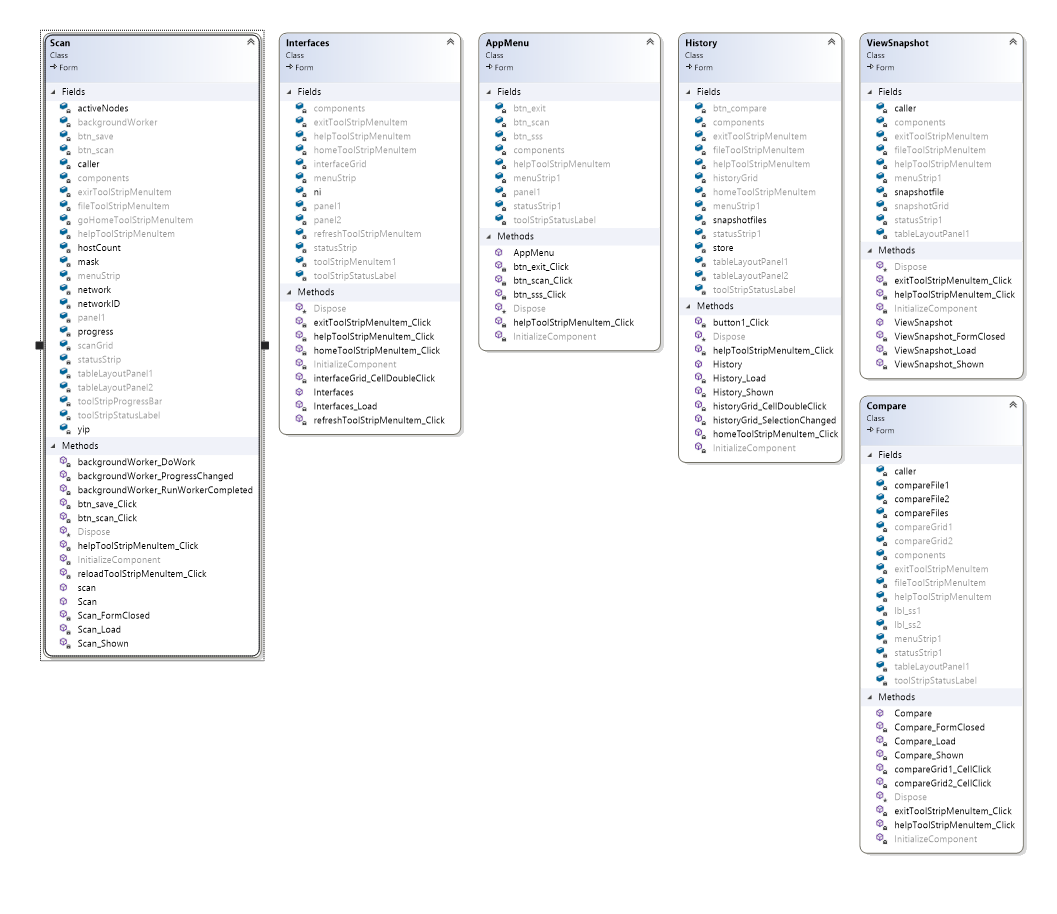 Scan
Class
Form
Fields
activeNodes
backgroundWorker
btn_save
btn_scan
caller
components
exirToolStripMenuItem
fileToolStripMenuItem
goHomeToolStripMenuItem
helpToolStripMenuItem
hostCount
mask
menuStrip
network
networkID
panel1
progress
scanGrid
statusStrip
tableLayoutPanel1
tableLayoutPanel2
toolStripProgressBar
toolStripStatusLabel
yip
Methods
backgroundWorker_DoWork
backgroundWorker_ProgressChanged
backgroundWorker_RunWorkerCompleted
btn_save_Click
btn_scan_Click
Dispose
helpToolStripMenuItem_Click
InitializeComponent
reloadToolStripMenuItem_Click
scan
Scan
Scan_FormClosed
Scan_Load
Scan_Shown
Interfaces
Class
Form
Fields
components
exitToolStripMenuItem
helpToolStripMenuItem
homeToolStripMenuItem
interfaceGrid
menuStrip
ni
panel1
panel2
refreshToolStripMenuItem
statusStrip
toolStripMenuItem1
toolStripStatusLabel
Methods
Dispose
exitToolStripMenuItem_Click
helpToolStripMenuItem_Click
homeToolStripMenuItem_Click
InitializeComponent
interfaceGrid_CellDoubleClick
Interfaces
Interfaces_Load
refreshToolStripMenuItem_Click
AppMenu
Class
Form
Fields
btn_exit
btn_scan
btn_sss
components
helpToolStripMenuItem
menuStrip1
panel1
statusStrip1
toolStripStatusLabel
Methods
AppMenu
btn_exit_Click
btn_scan_Click
btn_sss_Click
Dispose
helpToolStripMenuItem_Click
InitializeComponent
History
Class
Form
Fields
btn_compare
components
exitToolStripMenuItem
fileToolStripMenuItem
helpToolStripMenuItem
historyGrid
homeToolStripMenuItem
menuStrip1
snapshotfiles
statusStrip1
store
tableLayoutPanel1
tableLayoutPanel2
toolStripStatusLabel
Methods
button1_Click
Dispose
helpToolStripMenuItem_Click
History
History_Load
History_Shown
historyGrid_CellDoubleClick
historyGrid_SelectionChanged
homeToolStripMenuItem_Click
InitializeComponent
ViewSnapshot
Class
Form
Fields
caller
components
exitToolStripMenuItem
fileToolStripMenuItem
helpToolStripMenuItem
menuStrip1
snapshotfile
snapshotGrid
statusStrip1
tableLayoutPanel1
Methods
Dispose
exitToolStripMenuItem_Click
helpToolStripMenuItem_Click
InitializeComponent
ViewSnapshot
ViewSnapshot_FormClosed
ViewSnapshot_Load
ViewSnapshot_Shown
Compare
Class
Form
Fields
caller
compareFile1
compareFile2
compareFiles
compareGrid1
compareGrid2
components
exitToolStripMenuItem
fileToolStripMenuItem
helpToolStripMenuItem
lbl_ss1
lbl_ss2
menuStrip1
statusStrip1
tableLayoutPanel1
toolStripStatusLabel
Methods
Compare
Compare_FormClosed
Compare_Load
Compare_Shown
compareGrid1_CellClick
compareGrid2_CellClick
Dispose
exitToolStripMenuItem_Click
helpToolStripMenuItem_Click
InitializeComponent